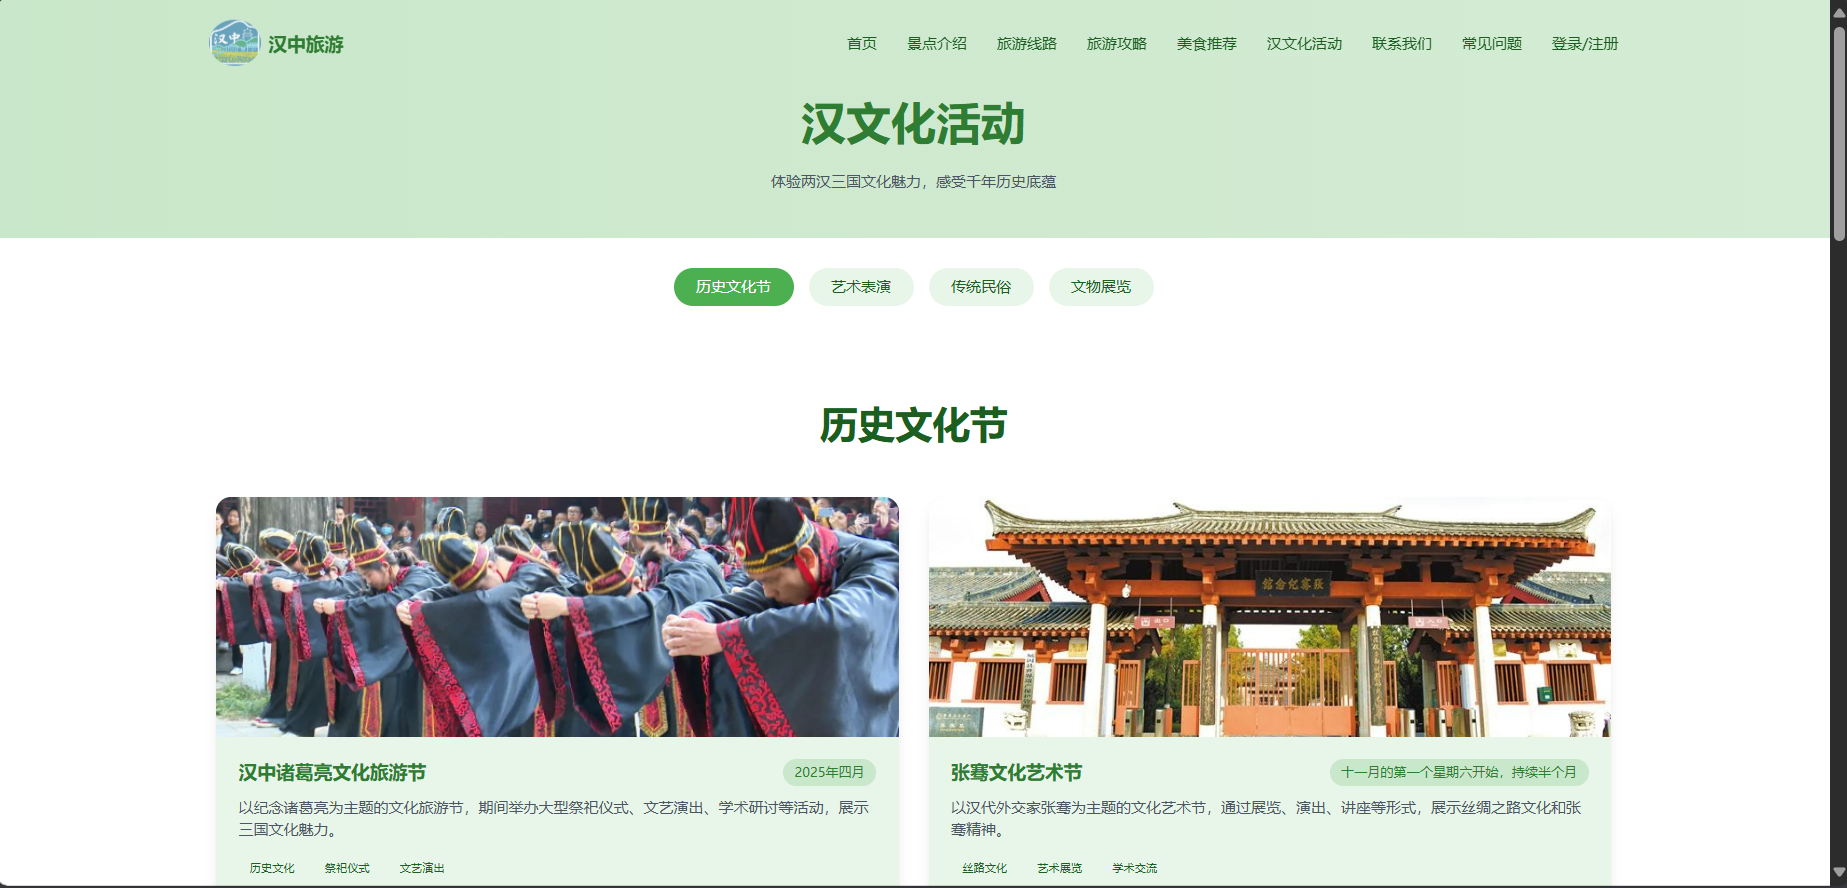 汉中
汉中旅游
首页
景点介绍
旅游线路
旅游攻略
美食推荐
汉文化活动
联系我们
常见问题
登录/注册
汉文化活动
体验两汉三国文化魅力，感受千年历史底蕴
历史文化节
艺术表演
传统民俗
文物展览
历史文化节
張騫紀念館
出口
入口
汉中诸葛亮文化旅游节
2025年四月
以纪念诸葛亮为主题的文化旅游节，期间举办大型祭祀仪式、文艺演出、学术研讨等活动，展示
三国文化魅力。
历史文化
祭祀仪式
文艺演出
张骞文化艺术节
十一月的第一个星期六开始，持续半个月
以汉代外交家张骞为主题的文化艺术节，通过展览、演出、讲座等形式，展示丝绸之路文化和张
骞精神。
丝路文化
艺术展览
学术交流